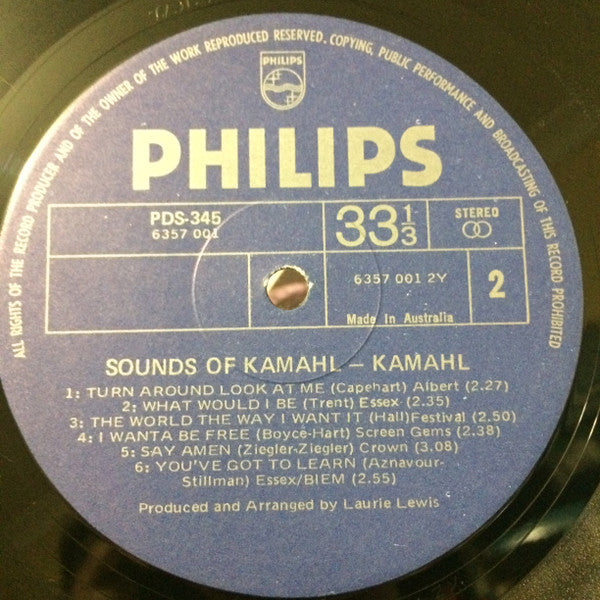 ALL RIGHTS OF THE RECORD PRODUCER AND OF THE OWNER OF THE WORK REPRODUCED RESERVED. COPYING, PUBLIC PERFORMANCE AND BROADCASTING OF THIS RECORD PROHIBITED
PHILIPS
PHILIPS
PDS-345
6357 001
33 1/3
STEREO
6357 001 2Y
2
Made In Australia
SOUNDS OF KAMAHL – KAMAHL
1: TURN AROUND LOOK AT ME (Capehart) Albert (2.27)
2: WHAT WOULD I BE (Trent) Essex (2.35)
3: THE WORLD THE WAY I WANT IT (Hall)Festival (2.50)
4: I WANTA BE FREE (Boyce-Hart) Screen Gems (2.38)
5: SAY AMEN (Ziegler-Ziegler) Crown (3.08)
6: YOU'VE GOT TO LEARN (Aznavour-
Stillman) Essex/BIEM (2.55)
Produced and Arranged by Laurie Lewis